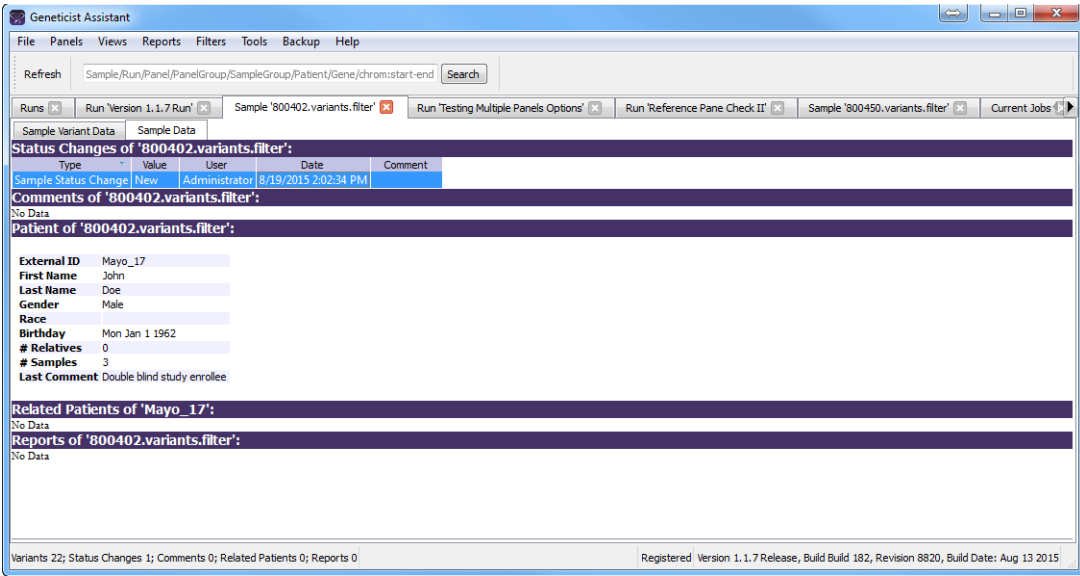 Geneticist Assistant
File Panels Views Reports Filters Tools Backup Help
Refresh Sample/Run/Panel/PanelGroup/SampleGroup/Patient/Gene/chrom:start-end Search
Runs Run 'Version 1.1.7 Run' Sample '800402.variants.filter' Run 'Testing Multiple Panels Options' Run 'Reference Pane Check II' Sample '800450.variants.filter' Current Jobs
Sample Variant Data Sample Data
Status Changes of '800402.variants.filter':
Type Value User Date Comment
Sample Status Change New Administrator 8/19/2015 2:02:34 PM
Comments of '800402.variants.filter':
No Data
Patient of '800402.variants.filter':
External ID Mayo_17
First Name John
Last Name Doe
Gender Male
Race
Birthday Mon Jan 1 1962
# Relatives 0
# Samples 3
Last Comment Double blind study enrollee
Related Patients of 'Mayo_17':
No Data
Reports of '800402.variants.filter':
No Data
Variants 22; Status Changes 1; Comments 0; Related Patients 0; Reports 0 Registered Version 1.1.7 Release, Build Build 182, Revision 8820, Build Date: Aug 13 2015